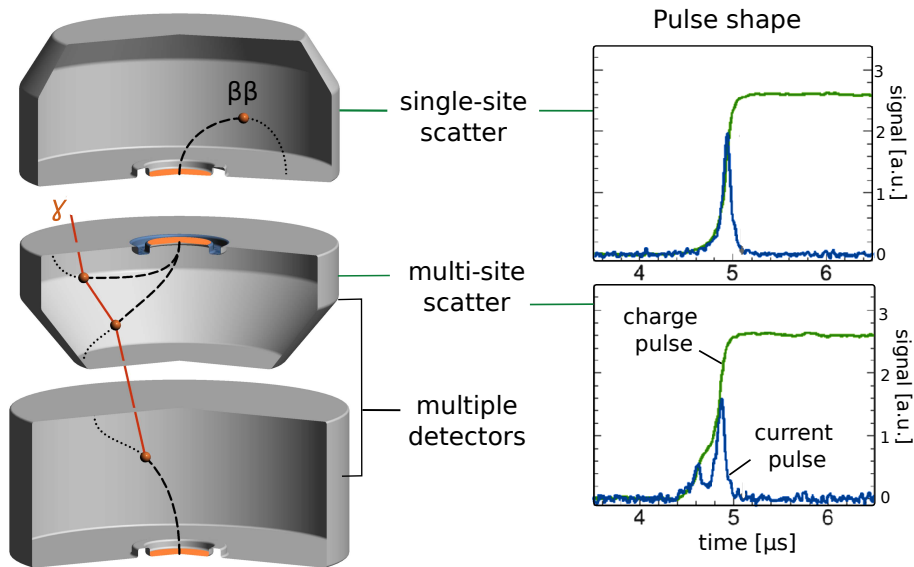 Pulse shape
ββ
single-site
scatter
3
2
1
0
signal [a.u.]
4
5
6
γ
multi-site
scatter
multiple
detectors
charge
pulse
current
pulse
3
2
1
0
signal [a.u.]
4
5
6
time [µs]